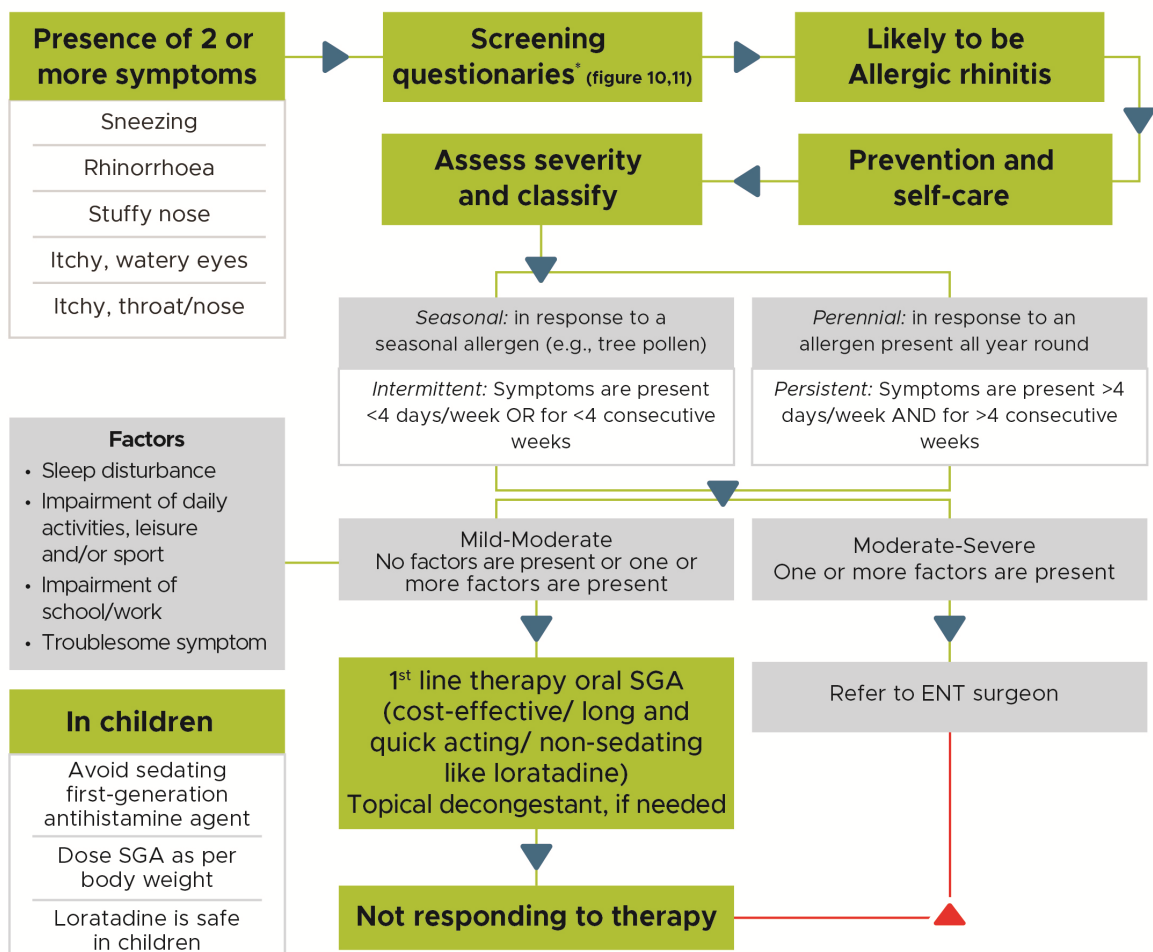 Presence of 2 or
more symptoms
Sneezing
Rhinorrhoea
Stuffy nose
Itchy, watery eyes
Itchy, throat/nose
Screening
questionaries* (figure 10,11)
Likely to be
Allergic rhinitis
Prevention and
self-care
Assess severity
and classify
Seasonal: in response to a
seasonal allergen (e.g., tree pollen)
Intermittent: Symptoms are present
<4 days/week OR for <4 consecutive
weeks
Perennial: in response to an
allergen present all year round
Persistent: Symptoms are present >4
days/week AND for >4 consecutive
weeks
Factors
• Sleep disturbance
• Impairment of daily
activities, leisure
and/or sport
• Impairment of
school/work
• Troublesome symptom
Mild-Moderate
No factors are present or one or
more factors are present
Moderate-Severe
One or more factors are present
1st line therapy oral SGA
(cost-effective/ long and
quick acting/ non-sedating
like loratadine)
Topical decongestant, if needed
Refer to ENT surgeon
Not responding to therapy
In children
Avoid sedating
first-generation
antihistamine agent
Dose SGA as per
body weight
Loratadine is safe
in children